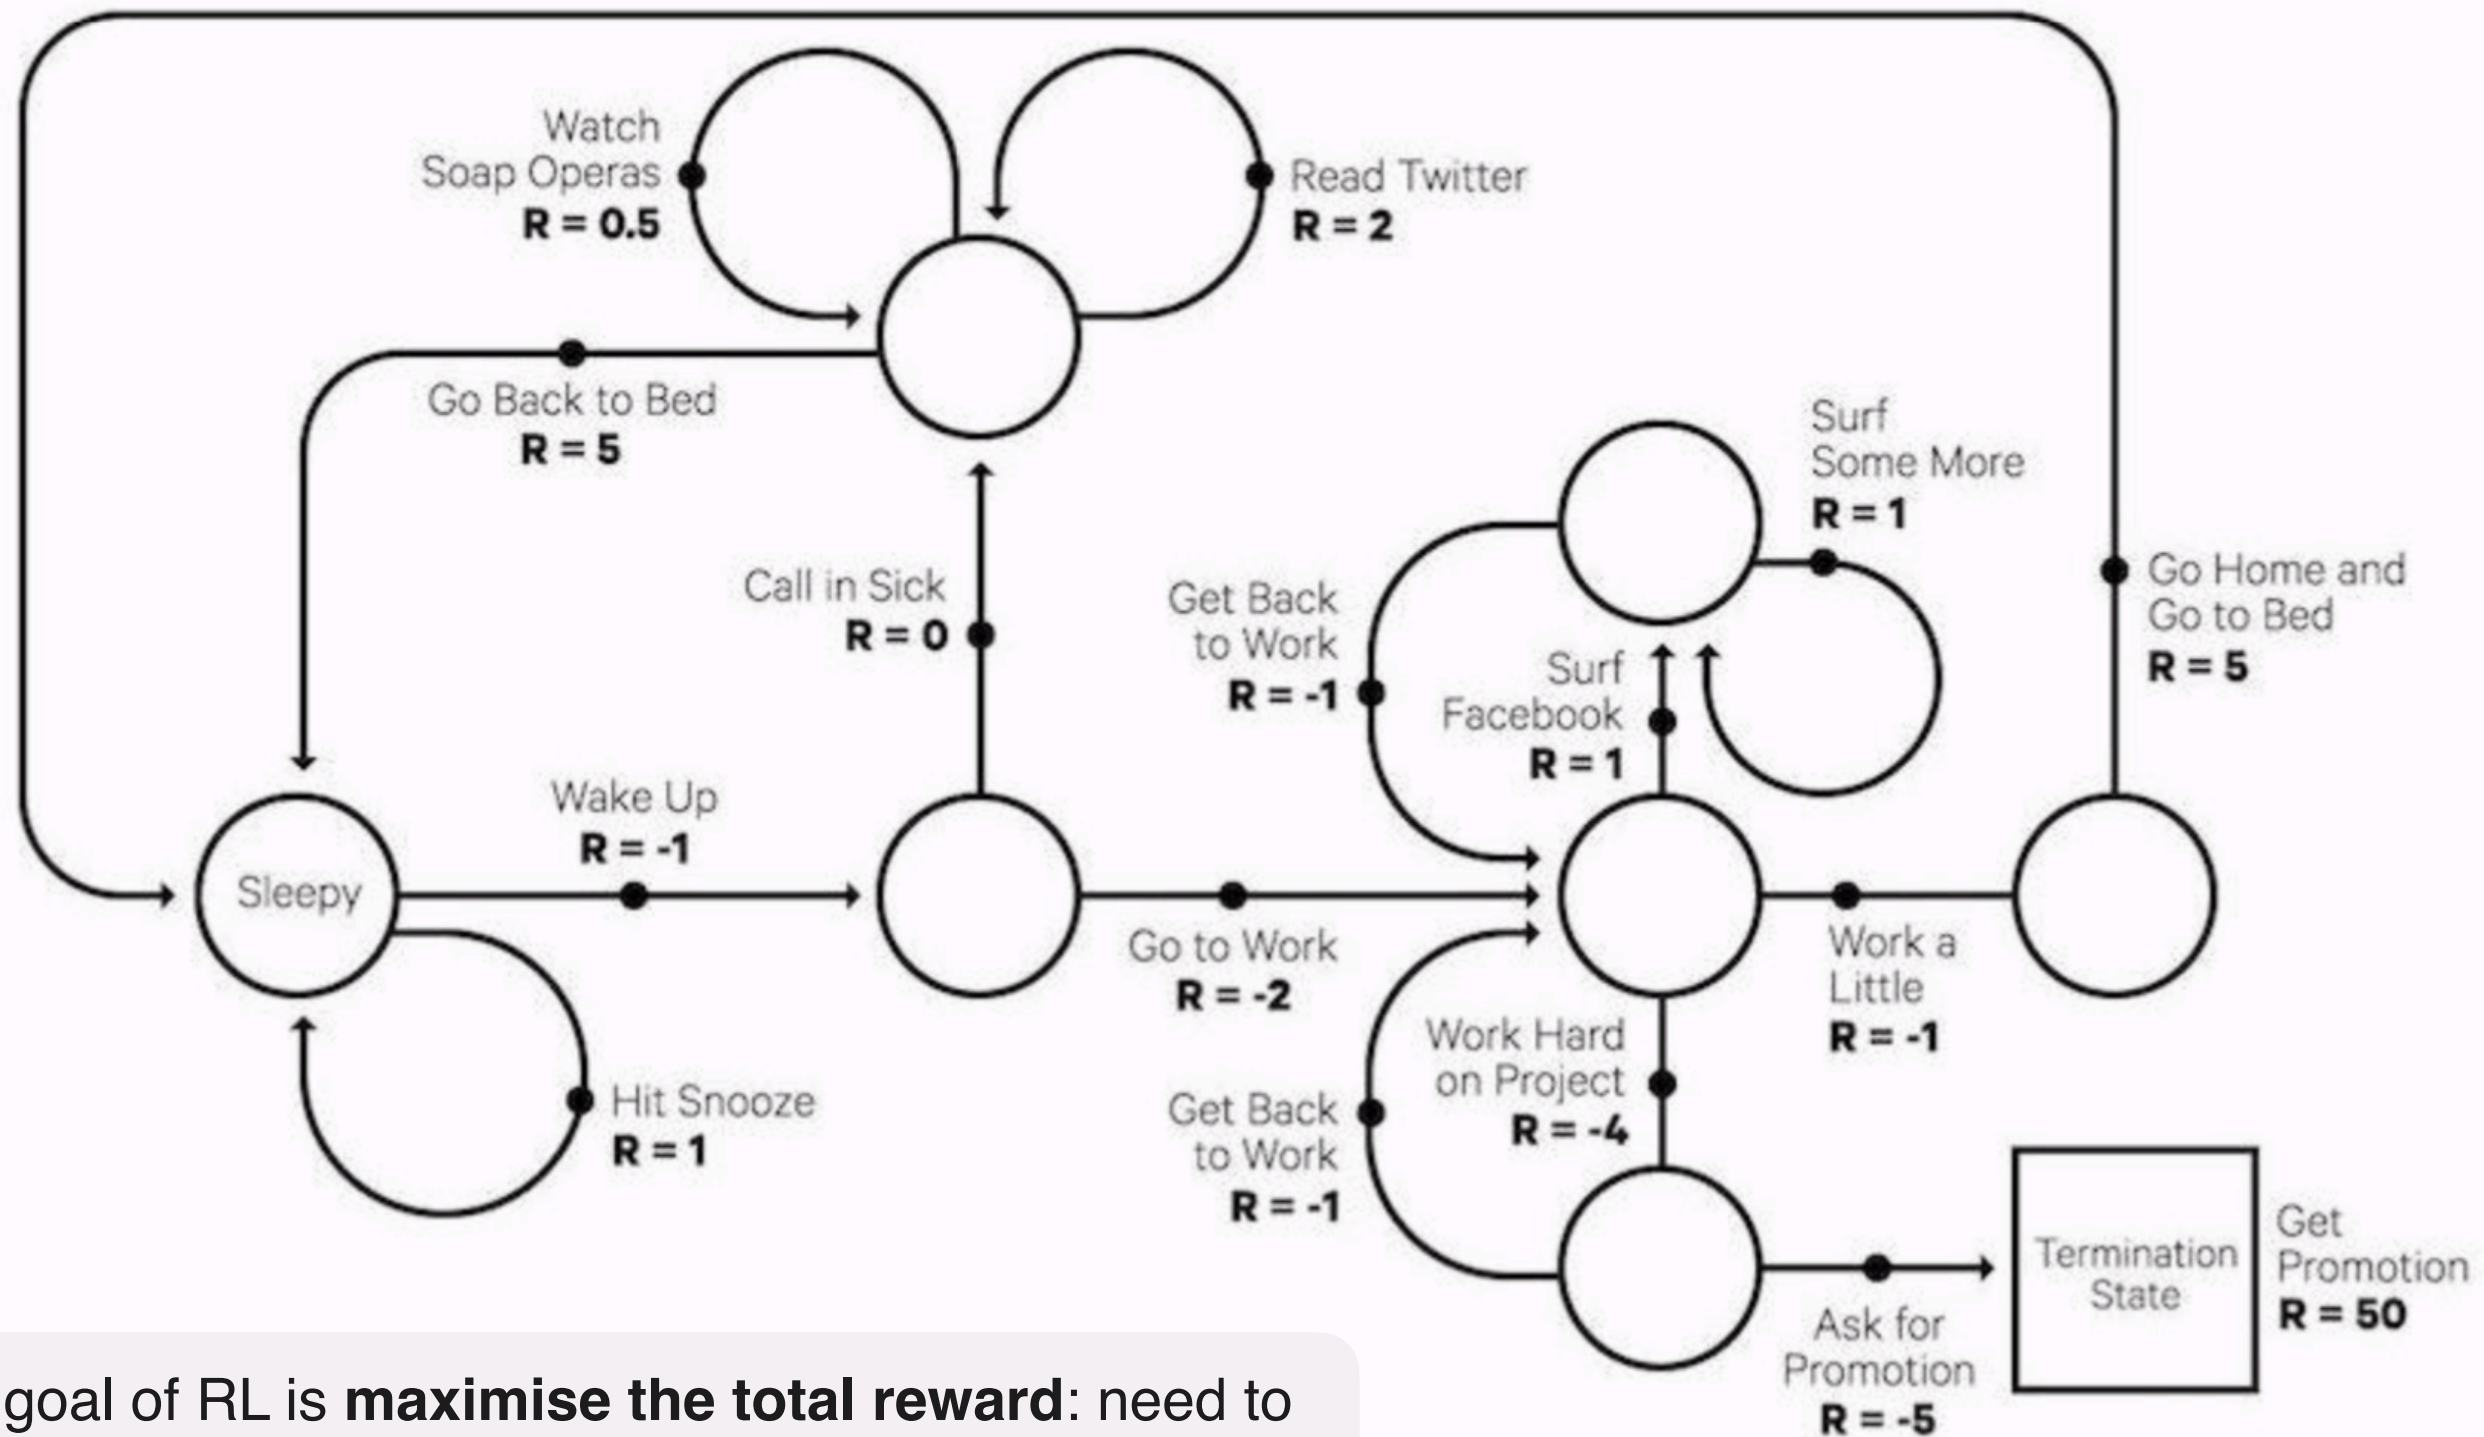 Watch
Soap Operas
R = 0.5
Read Twitter
R = 2
Go Back to Bed
R = 5
Surf
Some More
R = 1
Call in Sick
R = 0
Get Back
to Work
R = -1
Surf
Facebook
R = 1
Go Home and
Go to Bed
R = 5
Wake Up
R = -1
Sleepy
Go to Work
R = -2
Work a
Little
R = -1
Hit Snooze
R = 1
Work Hard
on Project
R = -4
Get Back
to Work
R = -1
Termination
State
Get
Promotion
R = 50
Ask for
Promotion
R = -5
goal of RL is maximise the total reward: need to